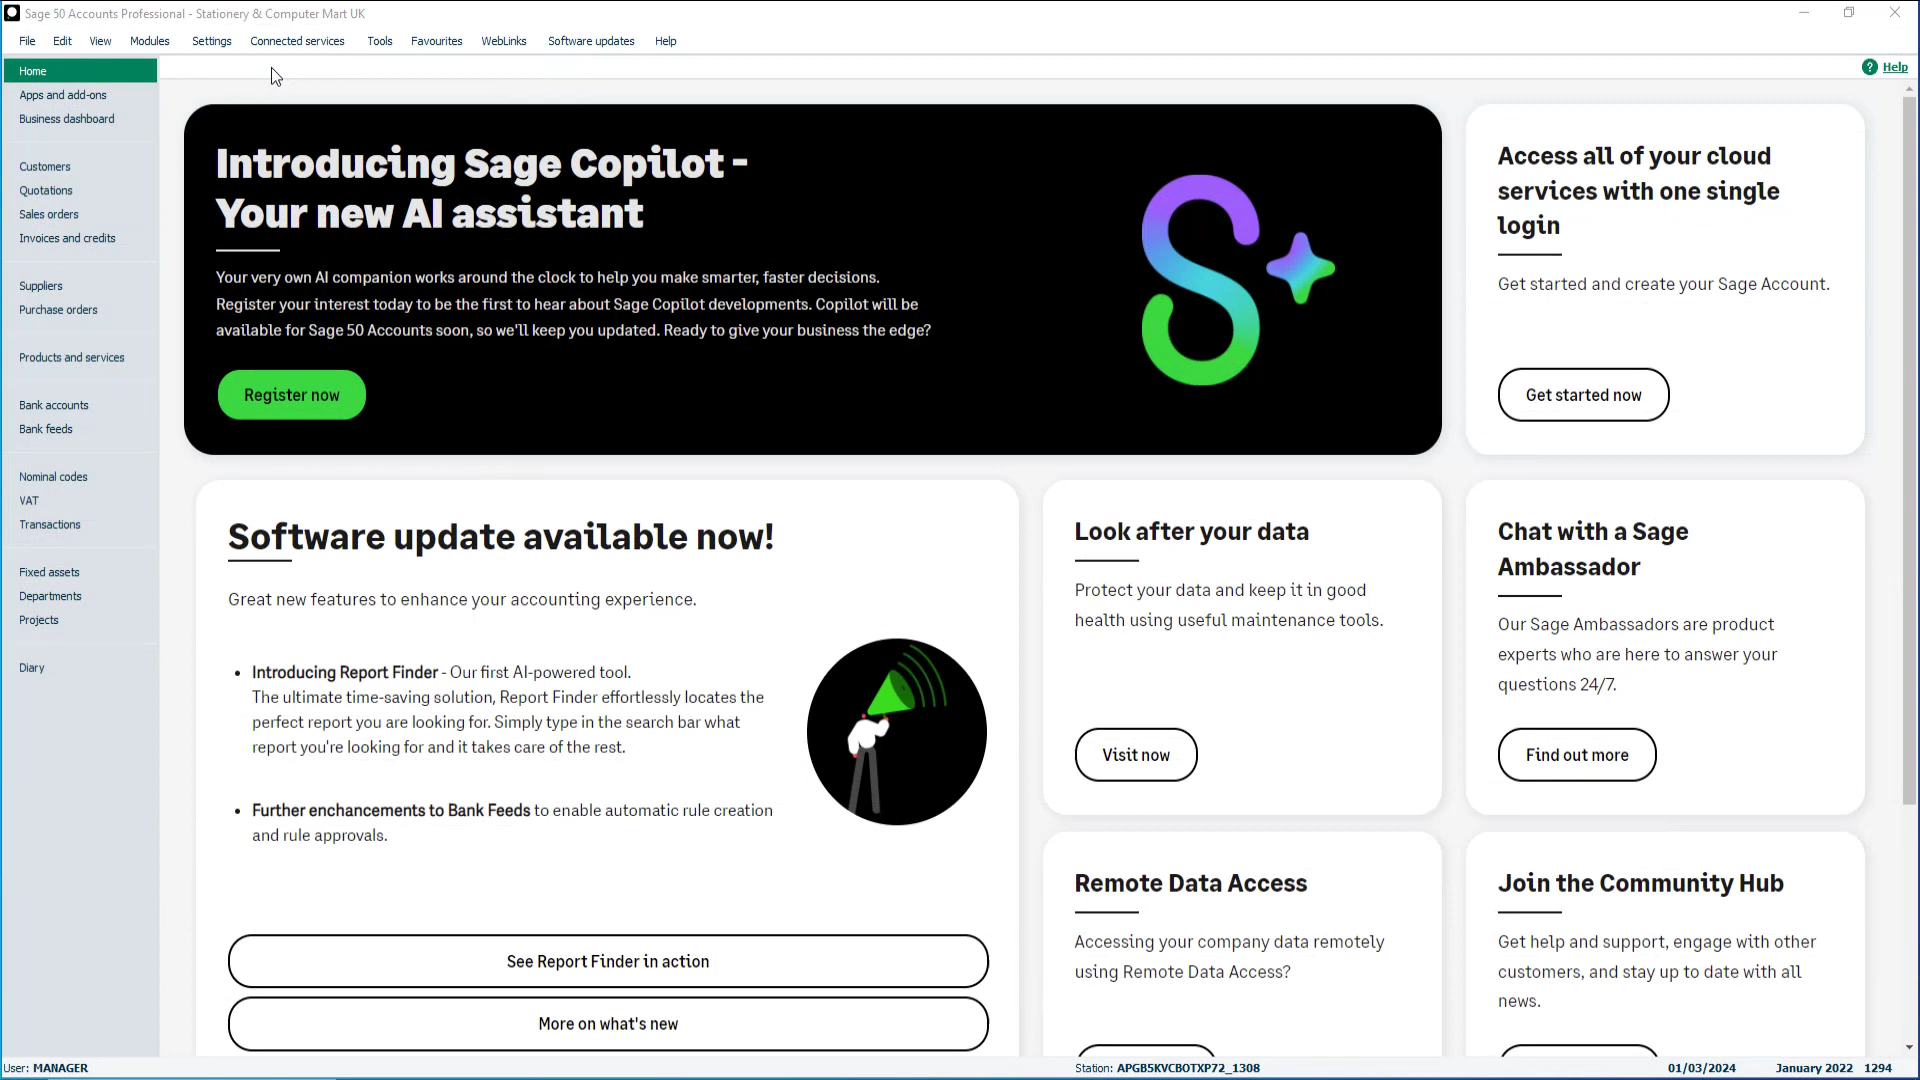 Sage 50 Accounts Professional - Stationery & Computer Mart UK
File Edit View Modules Settings Connected services Tools Favourites WebLinks Software updates Help
Help
Home
Apps and add-ons
Business dashboard
Customers
Quotations
Sales orders
Invoices and credits
Suppliers
Purchase orders
Products and services
Bank accounts
Bank feeds
Nominal codes
VAT
Transactions
Fixed assets
Departments
Projects
Diary
Introducing Sage Copilot -
Your new AI assistant
Your very own AI companion works around the clock to help you make smarter, faster decisions.
Register your interest today to be the first to hear about Sage Copilot developments. Copilot will be
available for Sage 50 Accounts soon, so we'll keep you updated. Ready to give your business the edge?
Register now
Access all of your cloud
services with one single
login
Get started and create your Sage Account.
Get started now
Software update available now!
Great new features to enhance your accounting experience.
• Introducing Report Finder - Our first AI-powered tool.
The ultimate time-saving solution, Report Finder effortlessly locates the
perfect report you are looking for. Simply type in the search bar what
report you're looking for and it takes care of the rest.
• Further enchancements to Bank Feeds to enable automatic rule creation
and rule approvals.
See Report Finder in action
More on what's new
Look after your data
Protect your data and keep it in good
health using useful maintenance tools.
Visit now
Chat with a Sage
Ambassador
Our Sage Ambassadors are product
experts who are here to answer your
questions 24/7.
Find out more
Remote Data Access
Accessing your company data remotely
using Remote Data Access?
Join the Community Hub
Get help and support, engage with other
customers, and stay up to date with all
news.
User: MANAGER
Station: APGB5KVCBOTXP72_1308
01/03/2024
January 2022
1294